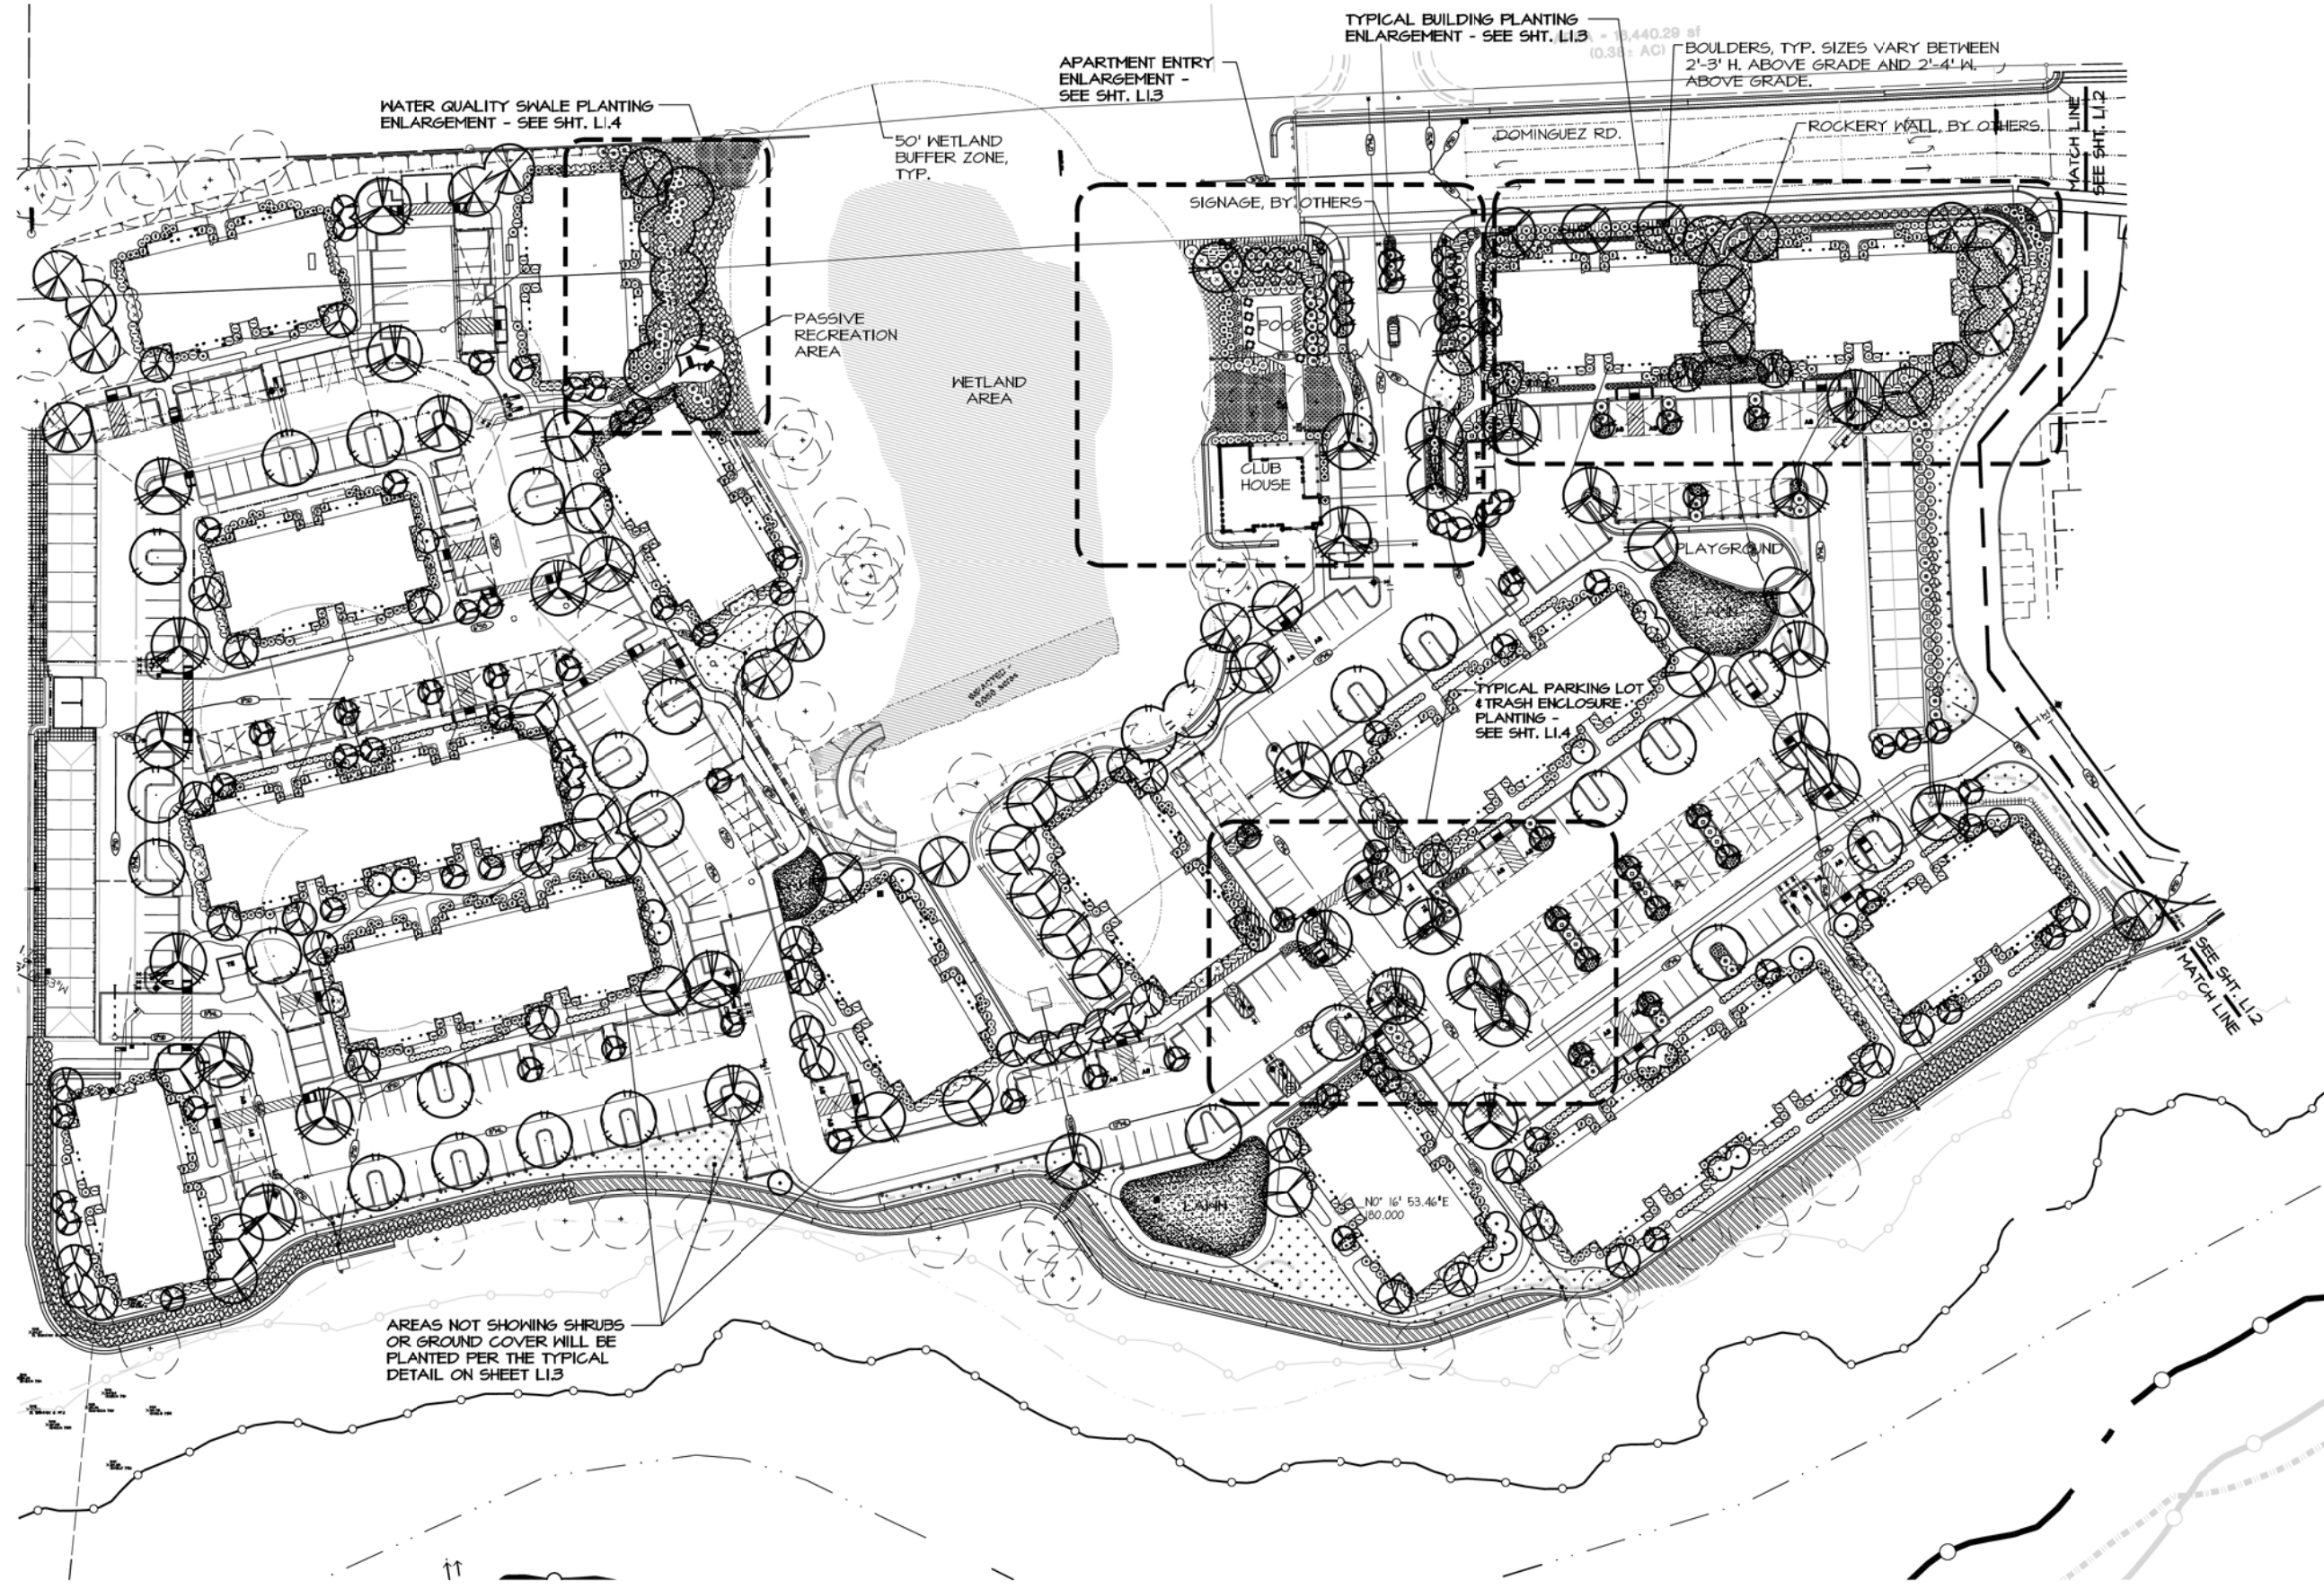 TYPICAL BUILDING PLANTING
ENLARGEMENT - SEE SHT. L1.3
(0.38± AC)
BOULDERS, TYP. SIZES VARY BETWEEN
2'-3' H. ABOVE GRADE AND 2'-4' W.
ABOVE GRADE.
APARTMENT ENTRY
ENLARGEMENT -
SEE SHT. L1.3
WATER QUALITY SWALE PLANTING
ENLARGEMENT - SEE SHT. L1.4
50' WETLAND
BUFFER ZONE,
TYP.
DOMINGUEZ RD.
ROCKERY WALL, BY OTHERS.
MATCH LINE
SEE SHT. L1.2
SIGNAGE, BY OTHERS
PASSIVE
RECREATION
AREA
POOL
WETLAND
AREA
CLUB
HOUSE
PLAYGROUND
LAWN
IMPACTED
TYPICAL PARKING LOT
& TRASH ENCLOSURE
PLANTING -
SEE SHT. L1.4
SEE SHT. L1.2
MATCH LINE
LAWN
N0° 16' 53.46"E
180.000
AREAS NOT SHOWING SHRUBS
OR GROUND COVER WILL BE
PLANTED PER THE TYPICAL
DETAIL ON SHEET L1.3